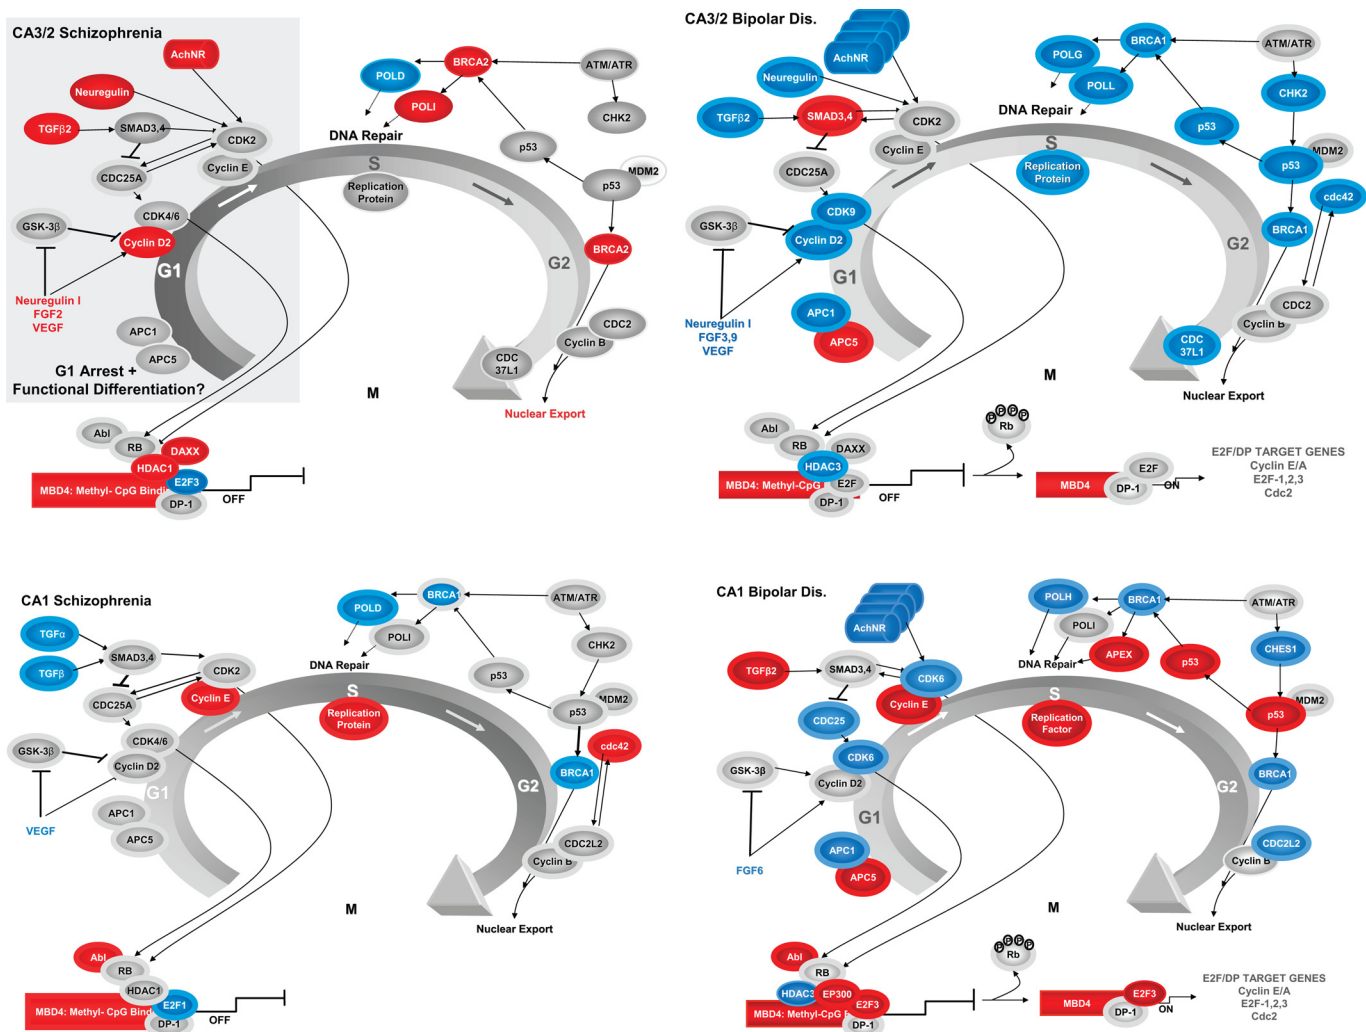 CA3/2 Schizophrenia
AchNR
Neuregulin
TGFβ2
SMAD3,4
CDK2
Cyclin E
CDC25A
CDK4/6
GSK-3β
Cyclin D2
G1
Neuregulin I
FGF2
VEGF
APC1
APC5
G1 Arrest +
Functional Differentiation?
POLD
BRCA2
ATM/ATR
POLI
CHK2
DNA Repair
p53
S
MDM2
Replication
Protein
p53
BRCA2
G2
CDC2
Cyclin B
CDC
37L1
M
Nuclear Export
Abl
RB
DAXX
HDAC1
E2F3
MBD4: Methyl-CpG Bindin
OFF
DP-1
CA3/2 Bipolar Dis.
AchNR
Neuregulin
TGFβ2
SMAD3,4
CDK2
Cyclin E
CDC25A
CDK9
GSK-3β
Cyclin D2
G1
Neuregulin I
FGF3,9
VEGF
APC1
APC5
POLG
BRCA1
ATM/ATR
POLL
CHK2
DNA Repair
p53
S
MDM2
Replication
Protein
p53
cdc42
BRCA1
G2
CDC2
Cyclin B
CDC
37L1
M
Nuclear Export
Abl
RB
DAXX
HDAC3
E2F
MBD4: Methyl-CpG
OFF
DP-1
P P P P
Rb
E2F
MBD4
DP-1
ON
E2F/DP TARGET GENES
Cyclin E/A
E2F-1,2,3
Cdc2
CA1 Schizophrenia
TGFα
TGFβ
SMAD3,4
CDK2
Cyclin E
CDC25A
CDK4/6
GSK-3β
Cyclin D2
G1
VEGF
APC1
APC5
POLD
BRCA1
ATM/ATR
POLI
CHK2
DNA Repair
p53
S
MDM2
Replication
Protein
p53
cdc42
BRCA1
G2
CDC2L2
Cyclin B
M
Nuclear Export
Abl
RB
HDAC1
E2F1
MBD4: Methyl- CpG Bind
OFF
DP-1
CA1 Bipolar Dis.
AchNR
TGFβ2
SMAD3,4
CDK6
Cyclin E
CDC25
CDK6
GSK-3β
Cyclin D2
G1
FGF6
APC1
APC5
POLH
BRCA1
ATM/ATR
POLI
APEX
CHES1
DNA Repair
p53
S
MDM2
Replication
Factor
p53
BRCA1
G2
CDC2L2
Cyclin B
M
Nuclear Export
Abl
RB
HDAC3
EP300
E2F3
MBD4: Methyl-CpG
DP-1
P P P P
Rb
E2F3
MBD4
DP-1
ON
E2F/DP TARGET GENES
Cyclin E/A
E2F-1,2,3
Cdc2